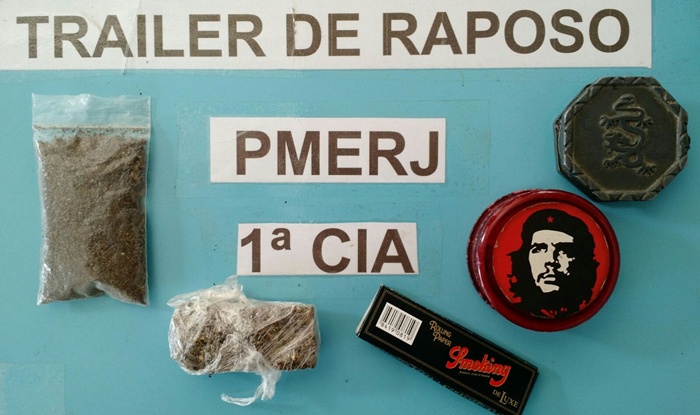 TRAILER DE RAPOSO
PMERJ
1ª CIA
ROLLING
PAPER
Smoking
DE LUXE